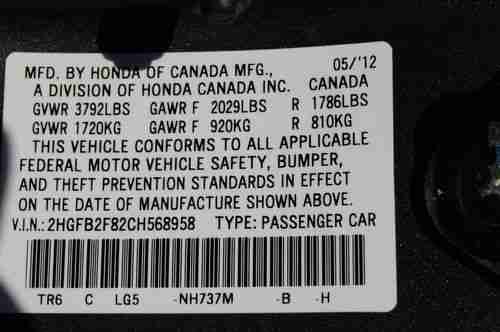 MFD. BY HONDA OF CANADA MFG., 05/'12
A DIVISION OF HONDA CANADA INC. CANADA
GVWR 3792LBS GAWR F 2029LBS R 1786LBS
GVWR 1720KG GAWR F 920KG R 810KG
THIS VEHICLE CONFORMS TO ALL APPLICABLE
FEDERAL MOTOR VEHICLE SAFETY, BUMPER,
AND THEFT PREVENTION STANDARDS IN EFFECT
ON THE DATE OF MANUFACTURE SHOWN ABOVE.
V.I.N.: 2HGFB2F82CH568958 TYPE: PASSENGER CAR
TR6 C LG5 -NH737M -B -H